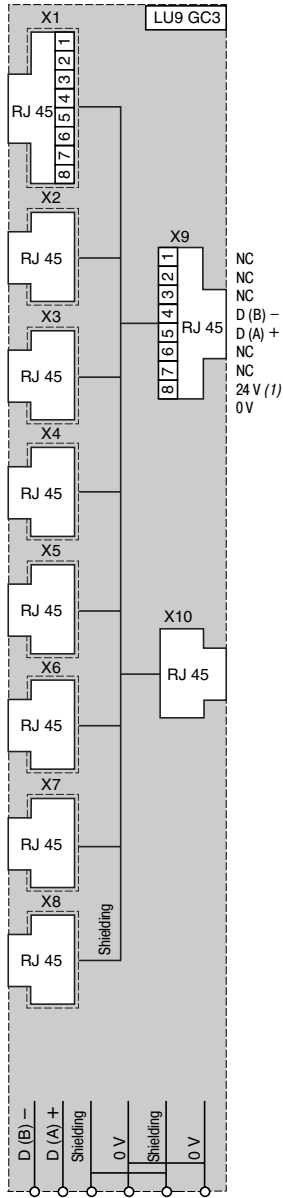 LU9 GC3
X1
RJ 45
1
2
3
4
5
6
7
8
X2
RJ 45
X3
RJ 45
X4
RJ 45
X5
RJ 45
X6
RJ 45
X7
RJ 45
X8
RJ 45
Shielding
X9
1
2
3
4
5
6
7
8
RJ 45
NC
NC
NC
D (B) –
D (A) +
NC
NC
24 V (1)
0 V
X10
RJ 45
D (B) –
D (A) +
Shielding
0 V
Shielding
0 V